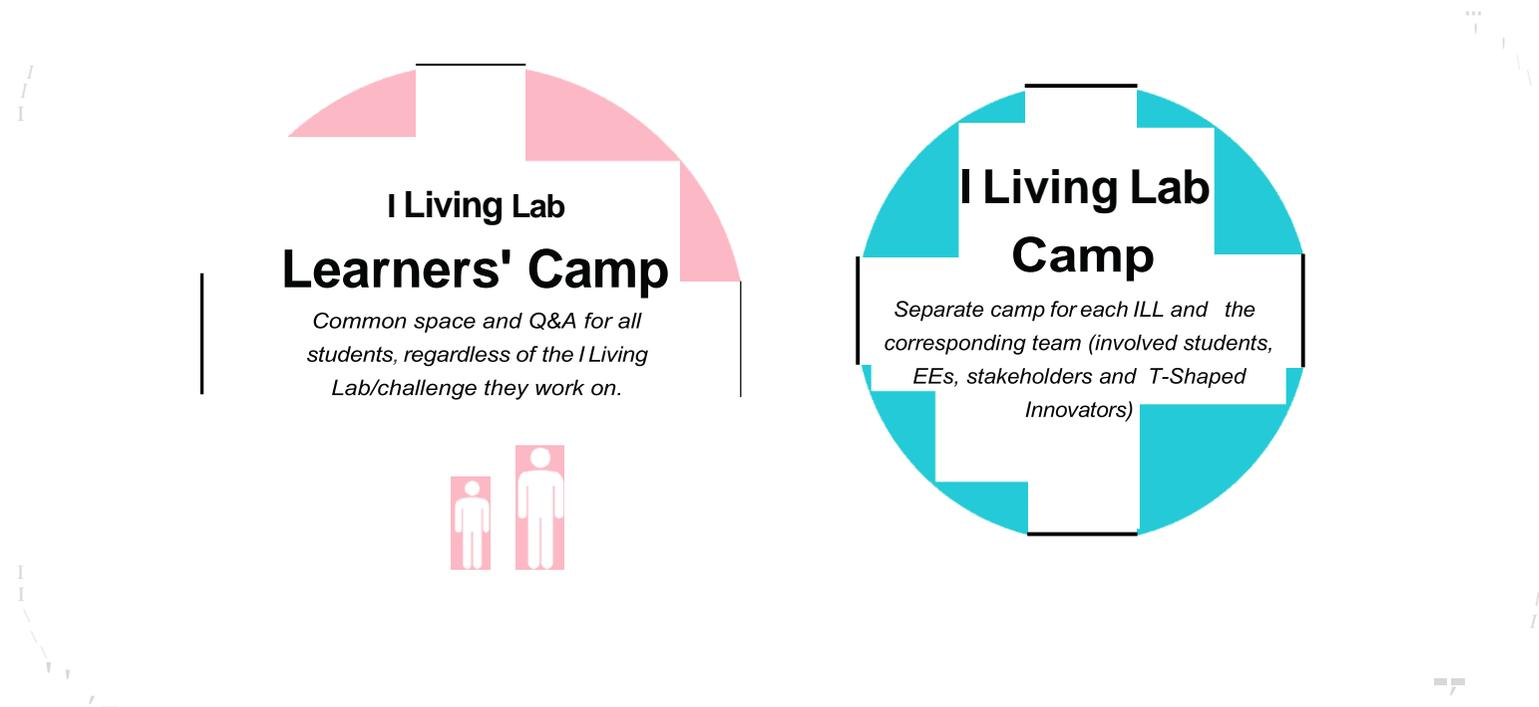 I Living Lab
Learners' Camp
Common space and Q&A for all
students, regardless of the I Living
Lab/challenge they work on.
I Living Lab
Camp
Separate camp for each ILL and the
corresponding team (involved students,
EEs, stakeholders and T-Shaped
Innovators)